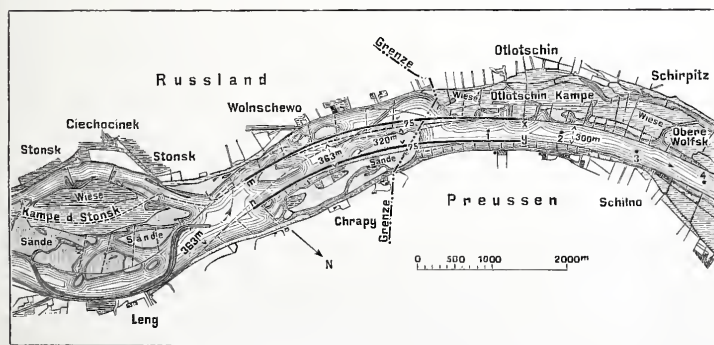 Grenze
Otlotschin
Russland
Schirpitz
Wiese
Otlotschin Kampe
Wolnschewo
Ciechocinek
75
x
Wiese
Obere
Wolfsk
Stonsk
Stonsk
320m
363m
1
y
2
300m
75
3
4
m
n
Sände
Wiese
Kampe d Stonsk
Preussen
Schilno
Chrapy
Grenze
Sände
Sände
363m
N
0 500 1000 2000m
Leng